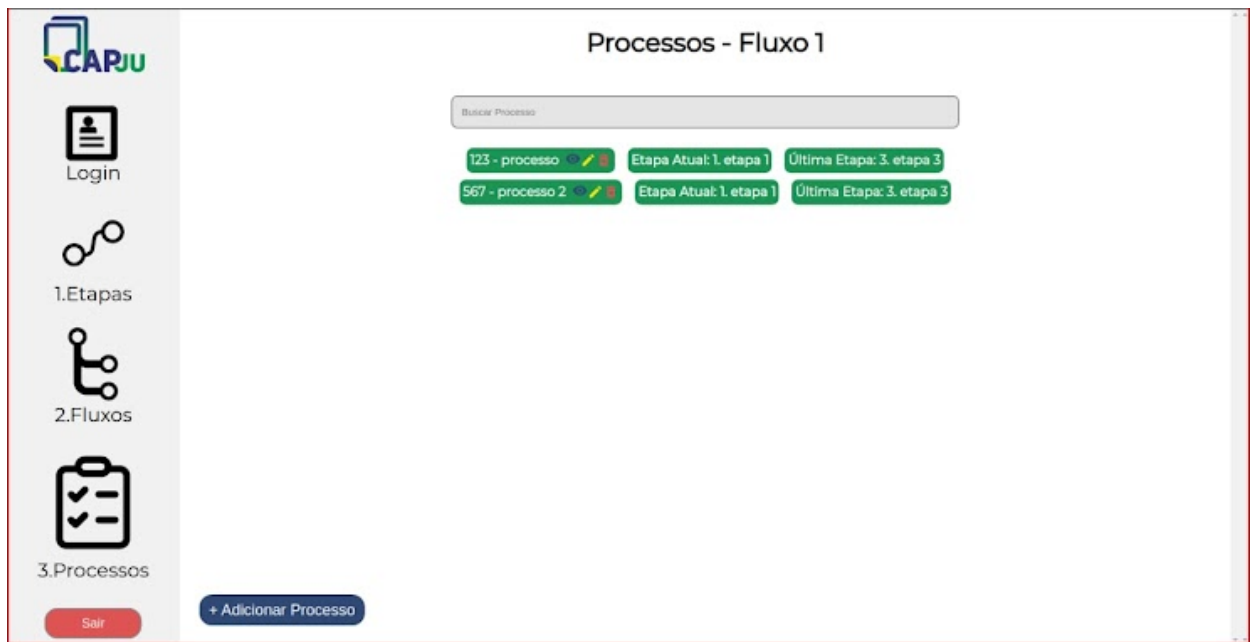 CAPJU
Login
1.Etapas
2.Fluxos
3.Processos
Sair
Processos - Fluxo 1
Buscar Processo
123 - processo Etapa Atual: 1. etapa 1 Última Etapa: 3. etapa 3
567 - processo 2 Etapa Atual: 1. etapa 1 Última Etapa: 3. etapa 3
+ Adicionar Processo